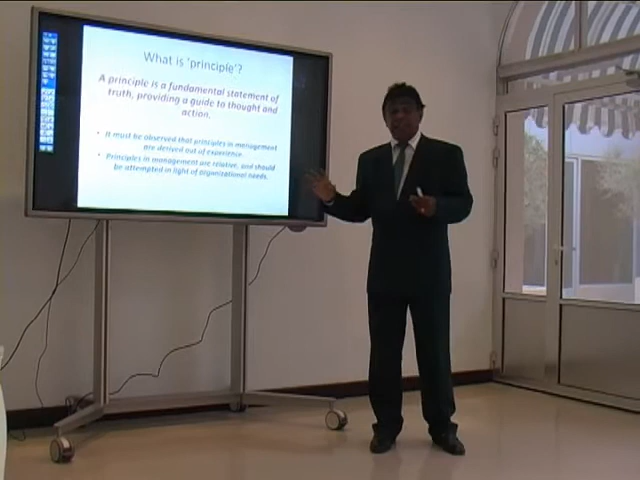 What is 'principle'?
A principle is a fundamental statement of
truth, providing a guide to thought and
action.
• It must be observed that principles in management
are derived out of experience.
• Principles in management are relative, and should
be attempted in light of organizational needs.